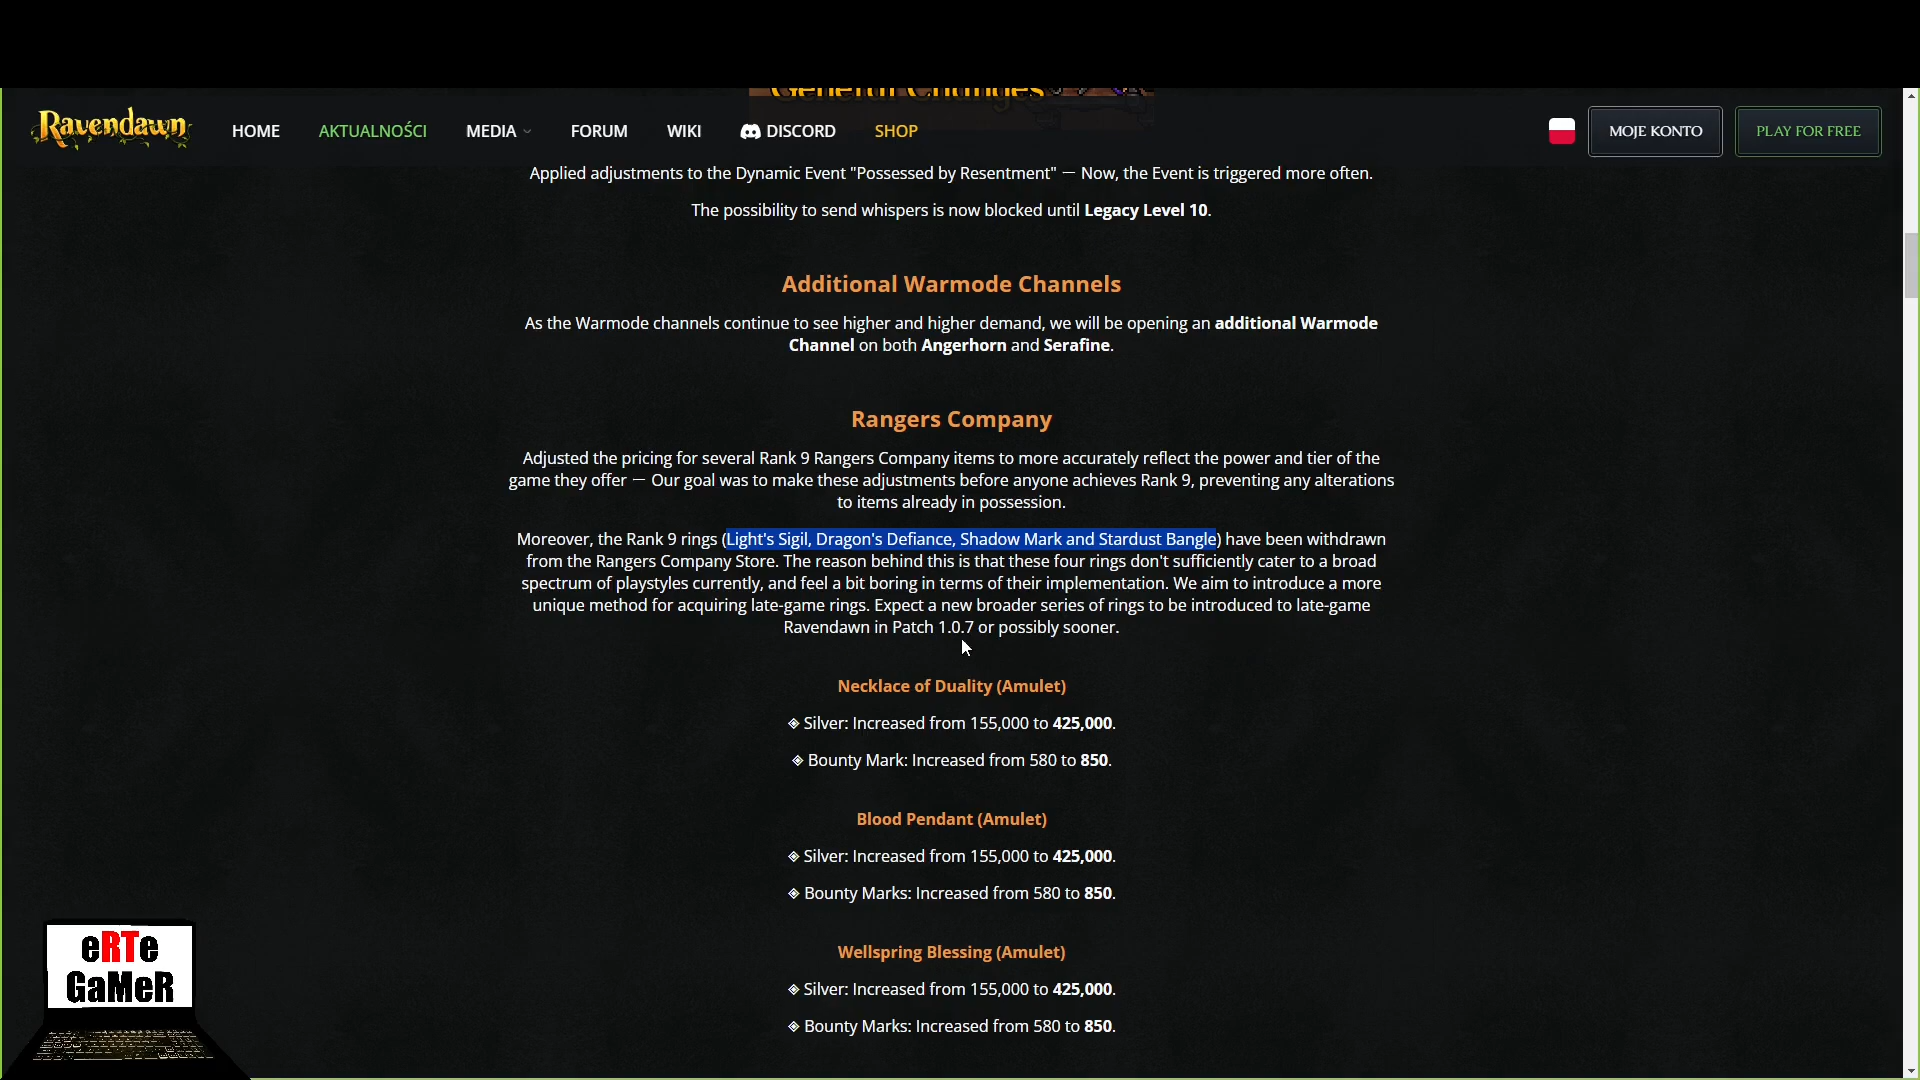 General Changes
Ravendawn
HOME
AKTUALNOŚCI
MEDIA
FORUM
WIKI
DISCORD
SHOP
MOJE KONTO
PLAY FOR FREE
Applied adjustments to the Dynamic Event "Possessed by Resentment" — Now, the Event is triggered more often.
The possibility to send whispers is now blocked until Legacy Level 10.
Additional Warmode Channels
As the Warmode channels continue to see higher and higher demand, we will be opening an additional Warmode
Channel on both Angerhorn and Serafine.
Rangers Company
Adjusted the pricing for several Rank 9 Rangers Company items to more accurately reflect the power and tier of the
game they offer — Our goal was to make these adjustments before anyone achieves Rank 9, preventing any alterations
to items already in possession.
Moreover, the Rank 9 rings (Light's Sigil, Dragon's Defiance, Shadow Mark and Stardust Bangle) have been withdrawn
from the Rangers Company Store. The reason behind this is that these four rings don't sufficiently cater to a broad
spectrum of playstyles currently, and feel a bit boring in terms of their implementation. We aim to introduce a more
unique method for acquiring late-game rings. Expect a new broader series of rings to be introduced to late-game
Ravendawn in Patch 1.0.7 or possibly sooner.
Necklace of Duality (Amulet)
◈ Silver: Increased from 155,000 to 425,000.
◈ Bounty Mark: Increased from 580 to 850.
Blood Pendant (Amulet)
◈ Silver: Increased from 155,000 to 425,000.
◈ Bounty Marks: Increased from 580 to 850.
Wellspring Blessing (Amulet)
◈ Silver: Increased from 155,000 to 425,000.
◈ Bounty Marks: Increased from 580 to 850.
eRTe
GaMeR